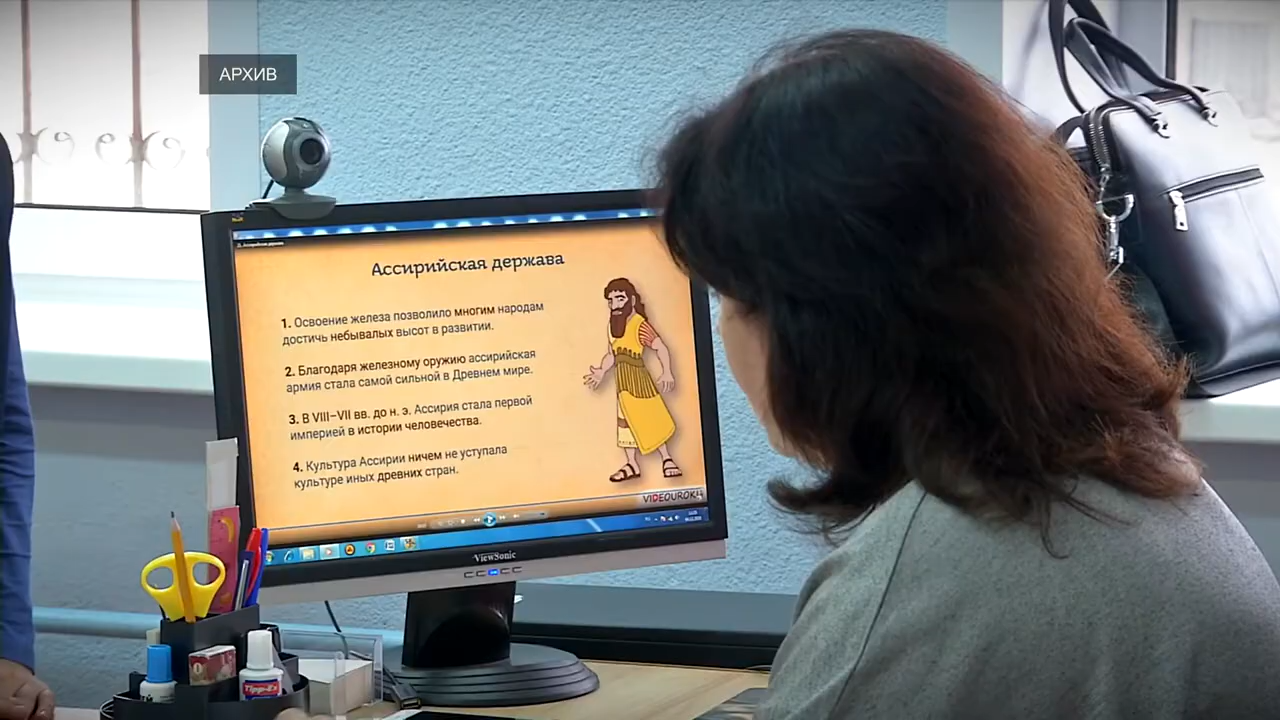 АРХИВ
Ассирийская держава
1. Освоение железа позволило многим народам
достичь небывалых высот в развитии.
2. Благодаря железному оружию ассирийская
армия стала самой сильной в Древнем мире.
3. В VIII–VII вв. до н. э. Ассирия стала первой
империей в истории человечества.
4. Культура Ассирии ничем не уступала
культуре иных древних стран.
VIDEOUROKI
ViewSonic
Tipp-Ex